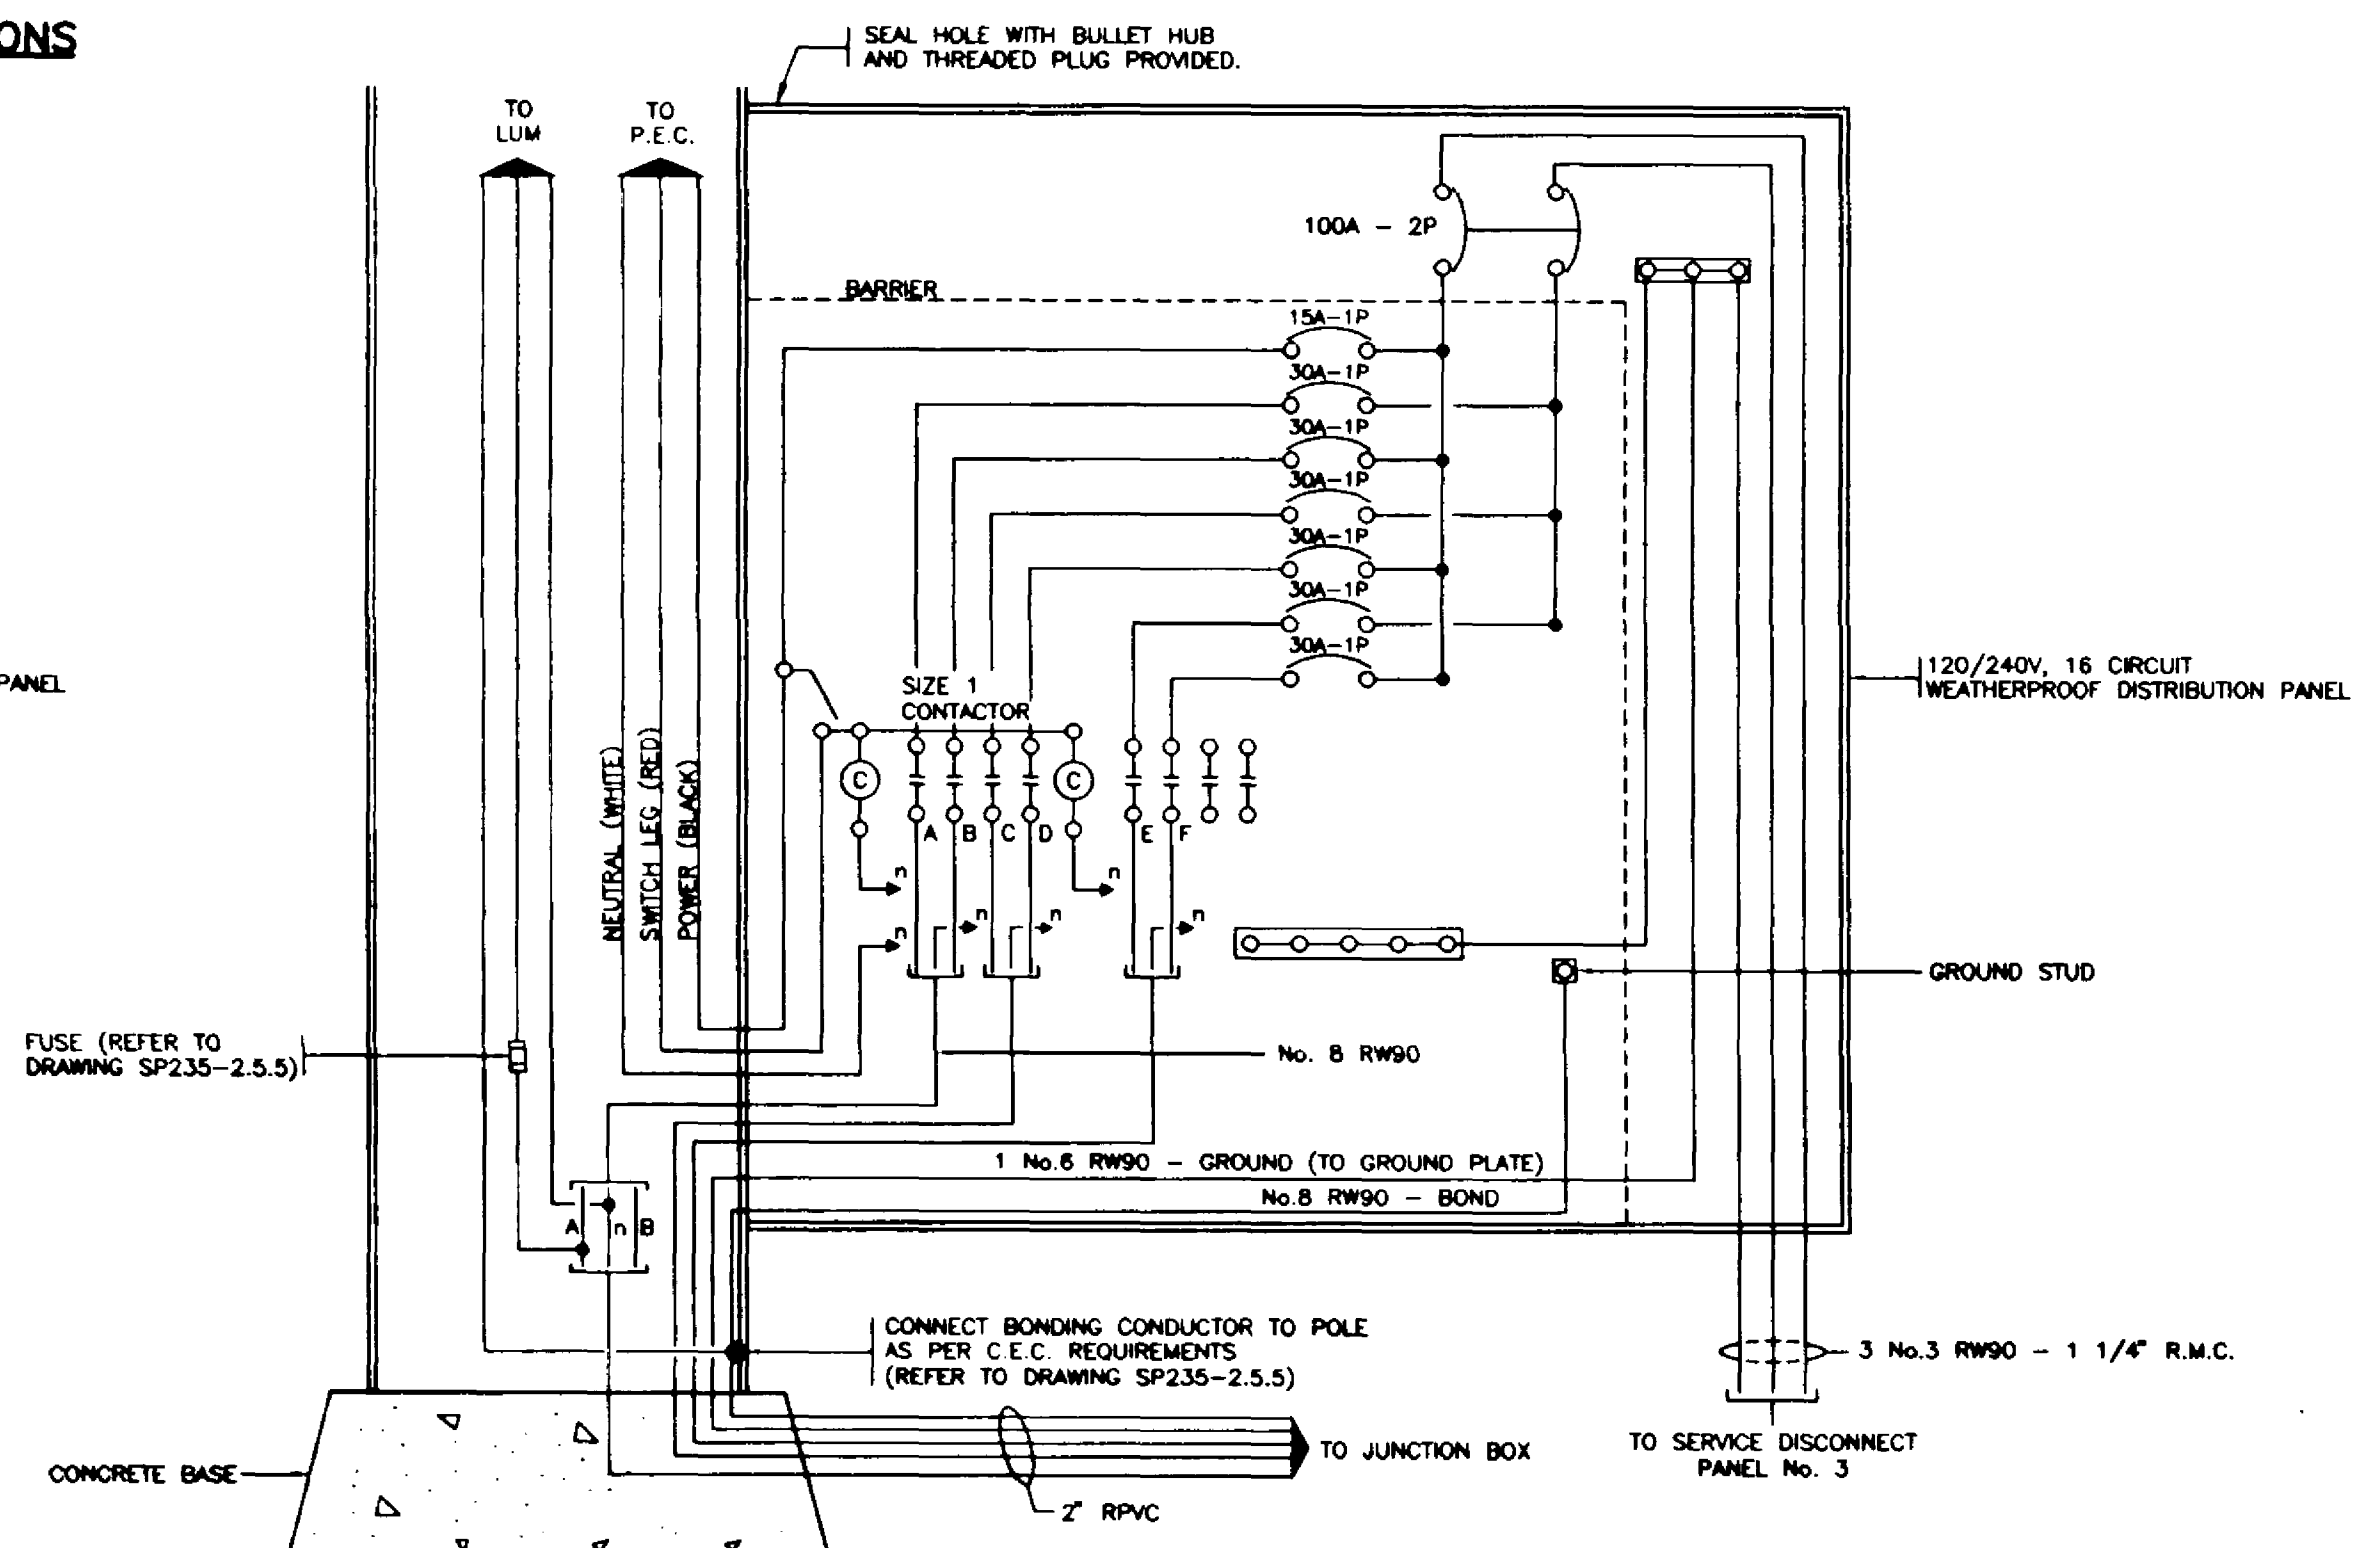 ONS
SEAL HOLE WITH BULLET HUB
AND THREADED PLUG PROVIDED.
TO
LUM
TO
P.E.C.
100A - 2P
BARRIER
15A-1P
30A-1P
30A-1P
30A-1P
30A-1P
30A-1P
30A-1P
PANEL
SIZE 1
CONTACTOR
120/240V, 16 CIRCUIT
WEATHERPROOF DISTRIBUTION PANEL
NEUTRAL (WHITE)
SWITCH LEG (RED)
POWER (BLACK)
C
C
A
B
C
D
E
F
n
n
n
n
n
n
GROUND STUD
FUSE (REFER TO
DRAWING SP235-2.5.5)
No. 8 RW90
1 No.6 RW90 - GROUND (TO GROUND PLATE)
No.8 RW90 - BOND
A
n
B
CONNECT BONDING CONDUCTOR TO POLE
AS PER C.E.C. REQUIREMENTS
(REFER TO DRAWING SP235-2.5.5)
3 No.3 RW90 - 1 1/4" R.M.C.
TO JUNCTION BOX
TO SERVICE DISCONNECT
PANEL No. 3
CONCRETE BASE
2" RPVC